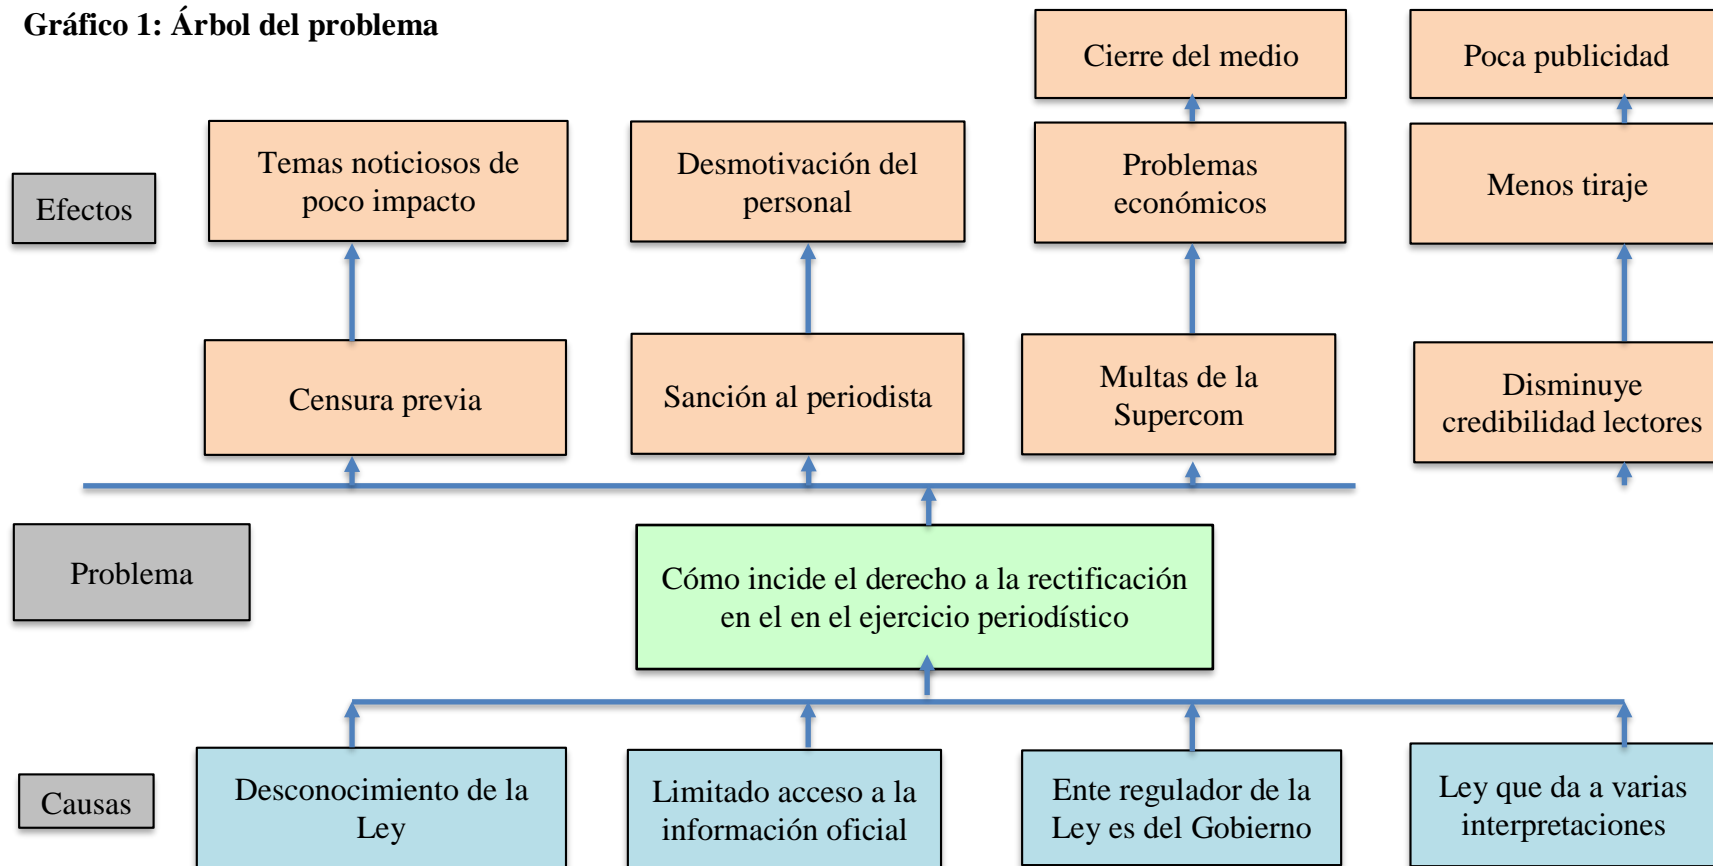 Gráfico 1: Árbol del problema
Cierre del medio
Poca publicidad
Efectos
Temas noticiosos de
poco impacto
Desmotivación del
personal
Problemas
económicos
Menos tiraje
Censura previa
Sanción al periodista
Multas de la
Supercom
Disminuye
credibilidad lectores
Problema
Cómo incide el derecho a la rectificación
en el en el ejercicio periodístico
Causas
Desconocimiento de la
Ley
Limitado acceso a la
información oficial
Ente regulador de la
Ley es del Gobierno
Ley que da a varias
interpretaciones